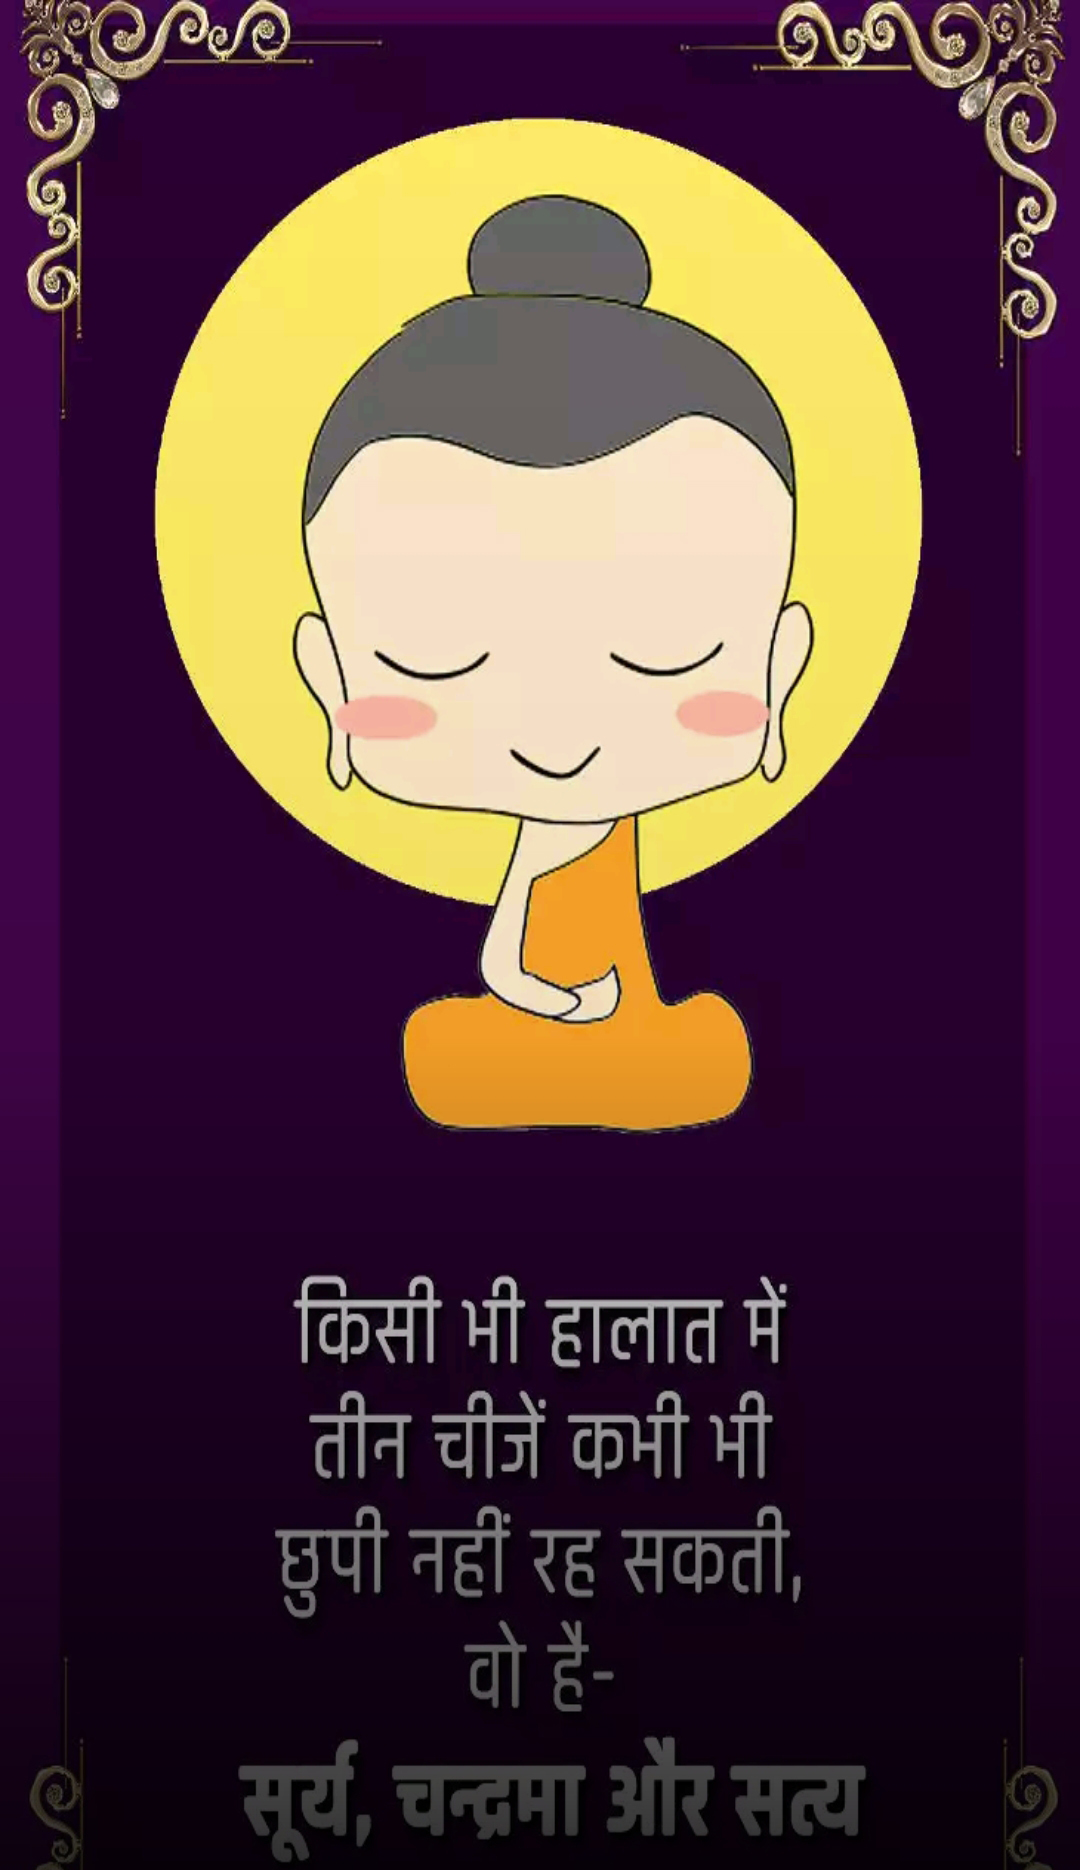 किसी भी हालात में
तीन चीजें कभी भी
छुपी नहीं रह सकती,
वो है-
सूर्य, चन्द्रमा और सत्य